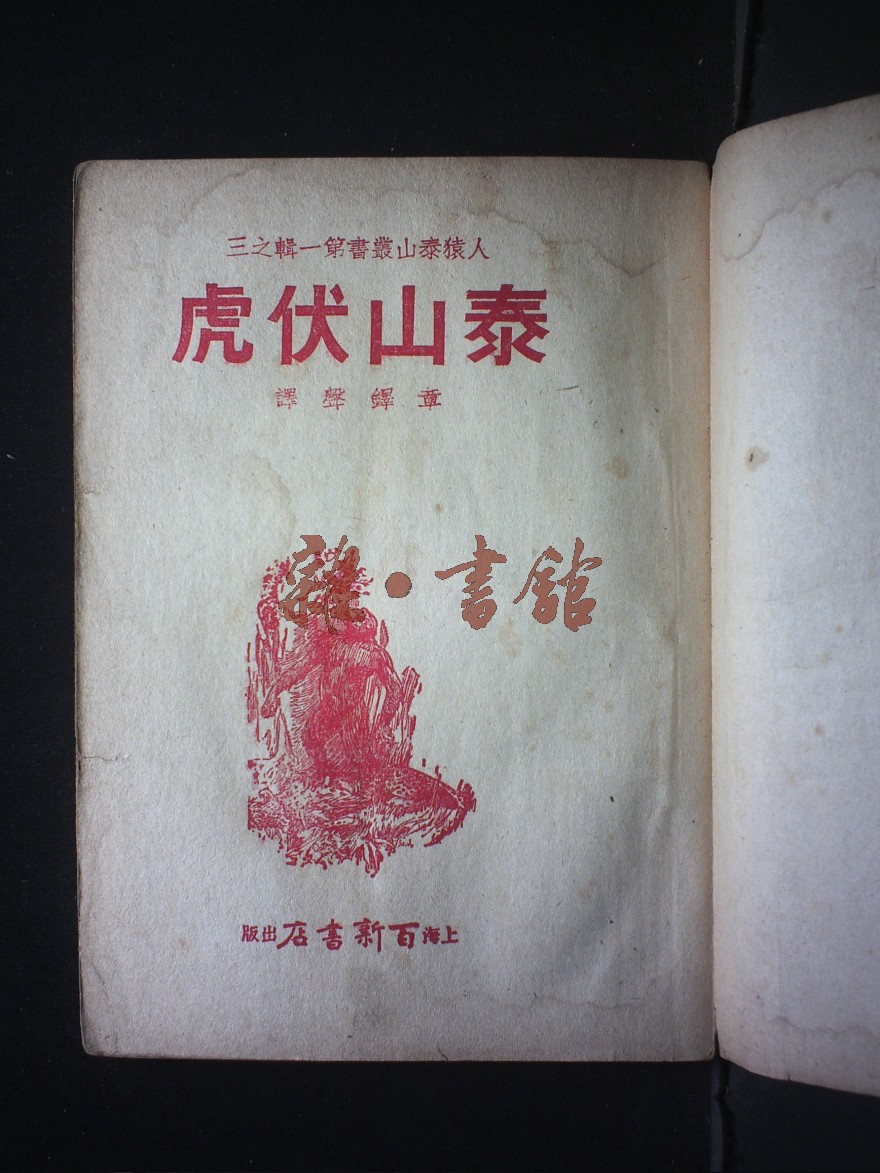 人猿泰山叢書第一輯之三
泰山伏虎
章鐸聲譯
雜·書館
上海百新書店出版